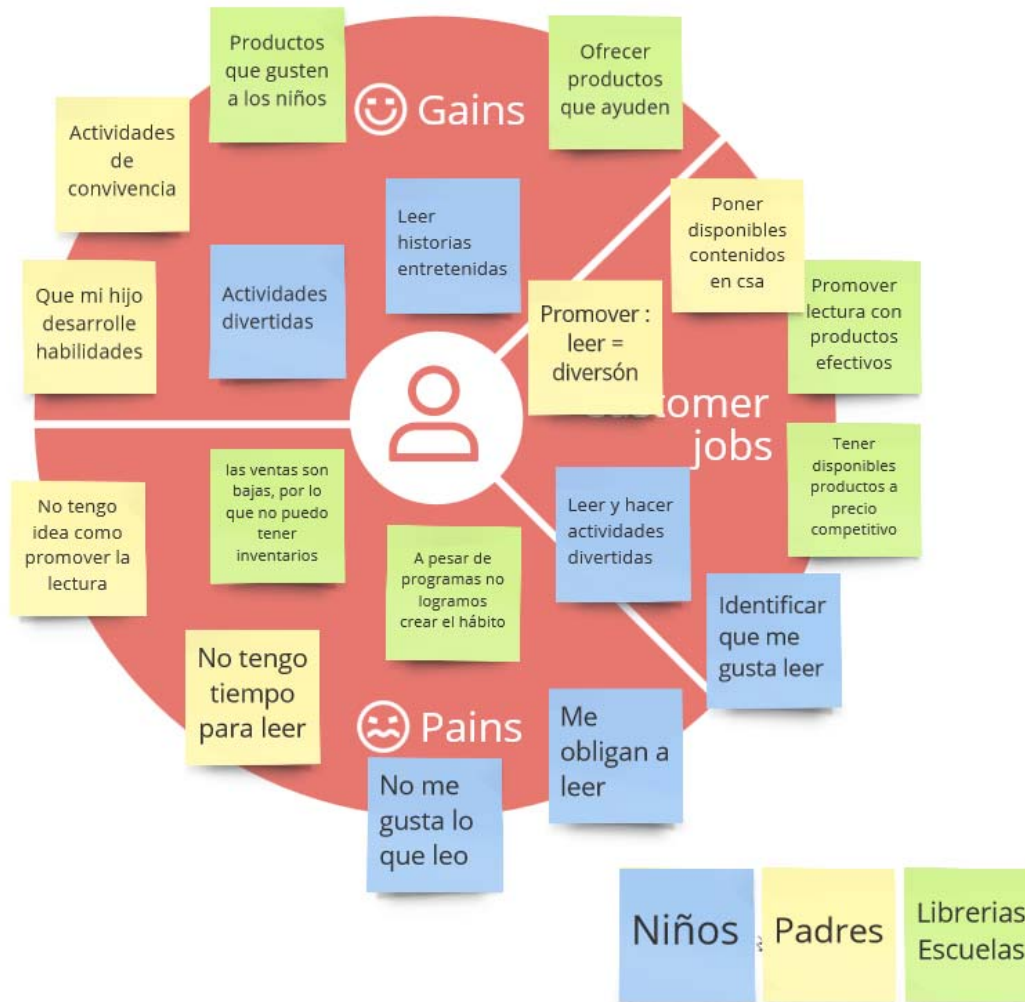 Productos
que gusten
a los niños
Ofrecer
productos
que ayuden
Gains
Actividades
de
convivencia
Leer
historias
entretenidas
Poner
disponibles
contenidos
en csa
Que mi hijo
desarrolle
habilidades
Actividades
divertidas
Promover :
leer =
diversón
Promover
lectura con
productos
efectivos
customer
jobs
Tener
disponibles
productos a
precio
competitivo
No tengo
idea como
promover la
lectura
las ventas son
bajas, por lo
que no puedo
tener
inventarios
A pesar de
programas no
logramos
crear el hábito
Leer y hacer
actividades
divertidas
Identificar
que me
gusta leer
No tengo
tiempo
para leer
Pains
Me
obligan a
leer
No me
gusta lo
que leo
Niños
Padres
Librerias
Escuelas